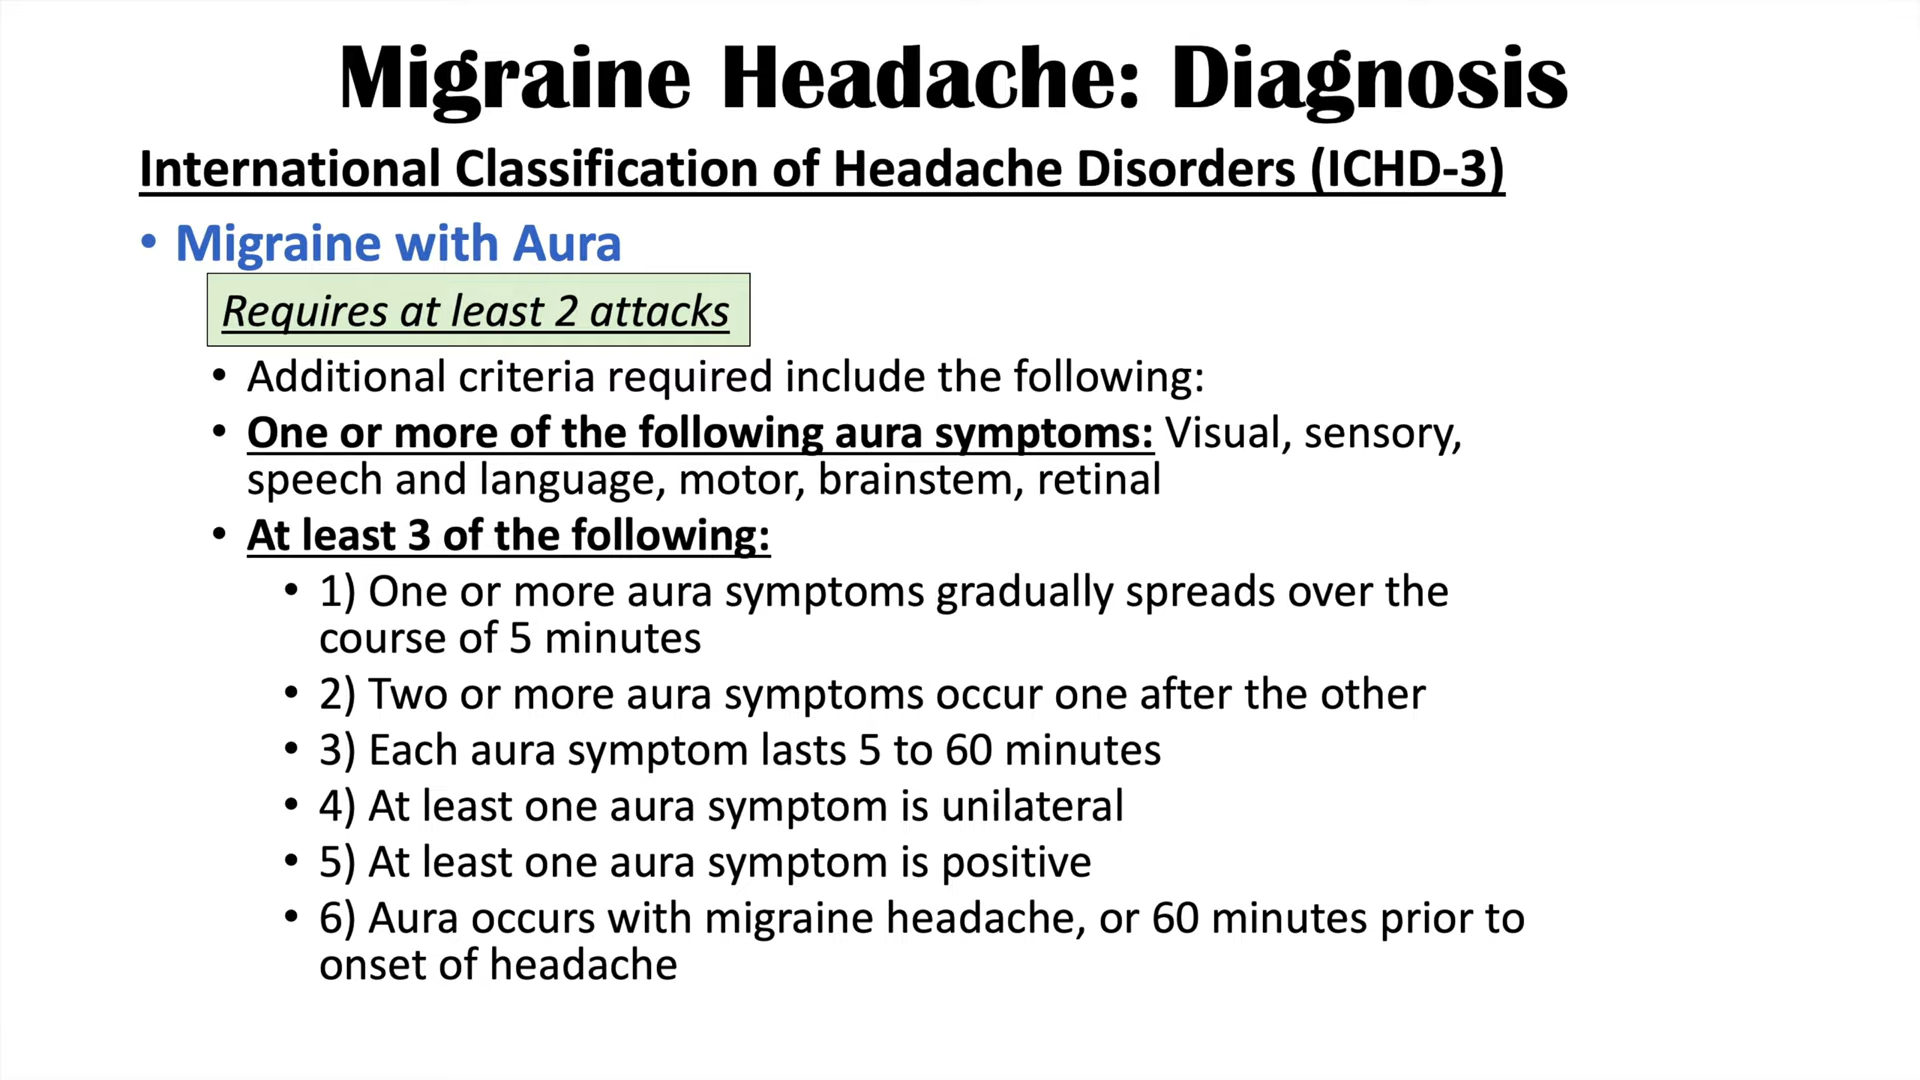 Migraine Headache: Diagnosis
International Classification of Headache Disorders (ICHD-3)
• Migraine with Aura
Requires at least 2 attacks
• Additional criteria required include the following:
• One or more of the following aura symptoms: Visual, sensory,
speech and language, motor, brainstem, retinal
• At least 3 of the following:
• 1) One or more aura symptoms gradually spreads over the
course of 5 minutes
• 2) Two or more aura symptoms occur one after the other
• 3) Each aura symptom lasts 5 to 60 minutes
• 4) At least one aura symptom is unilateral
• 5) At least one aura symptom is positive
• 6) Aura occurs with migraine headache, or 60 minutes prior to
onset of headache